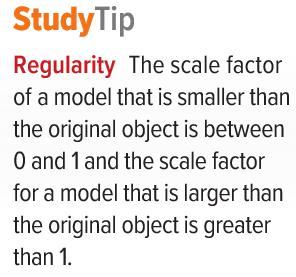 StudyTip
Regularity The scale factor
of a model that is smaller than
the original object is between
0 and 1 and the scale factor
for a model that is larger than
the original object is greater
than 1.